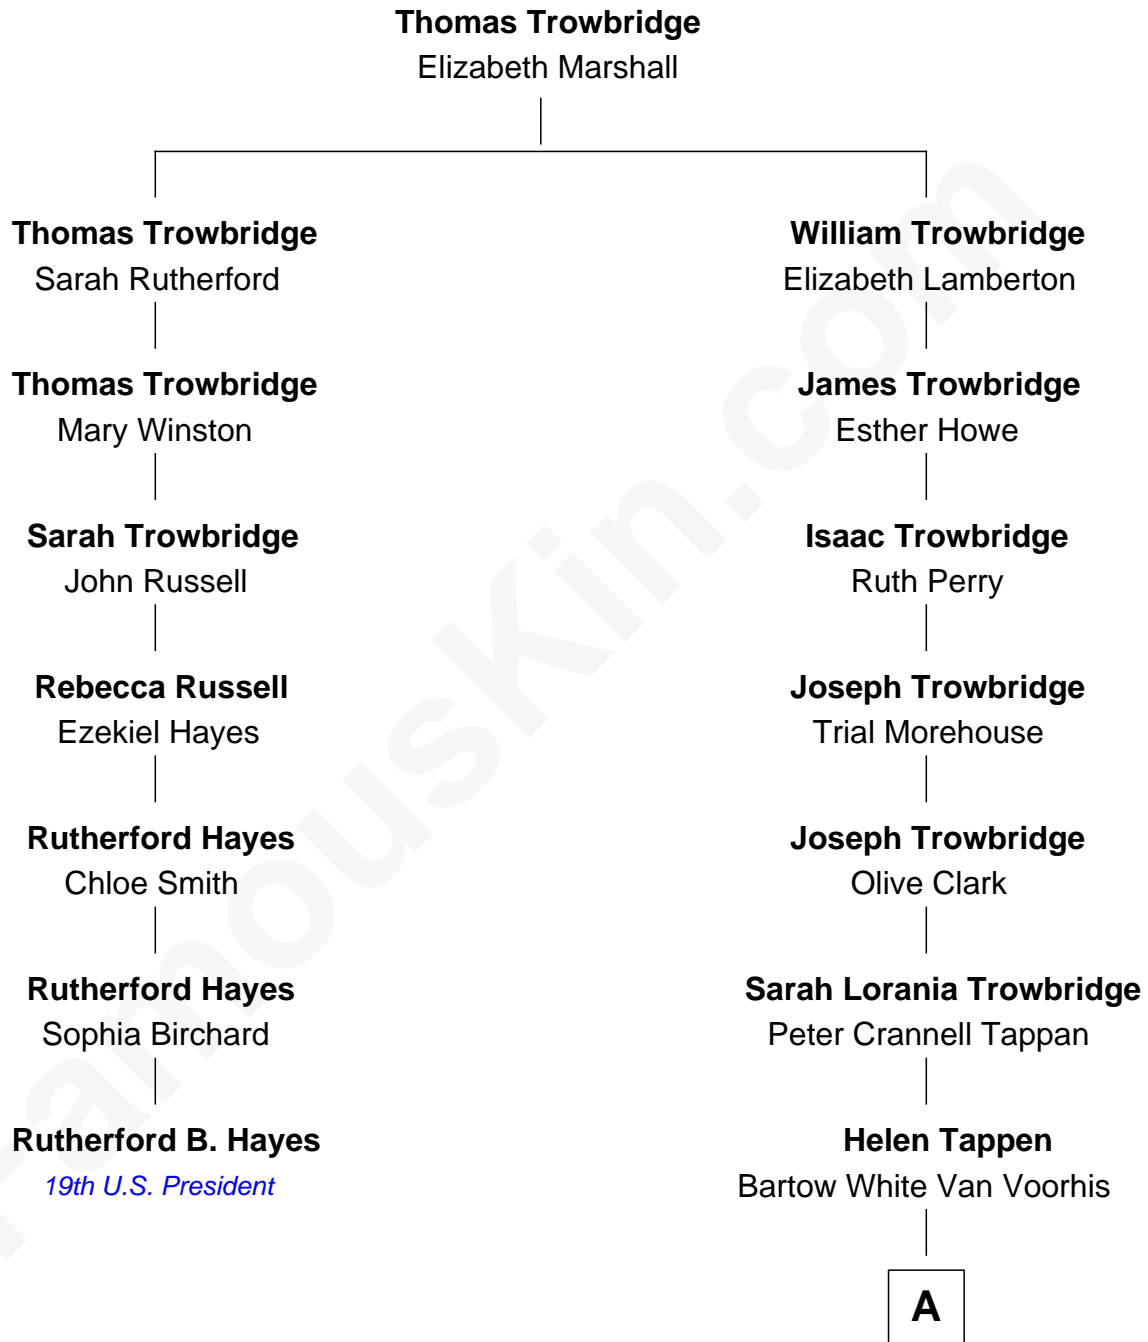 Thomas Trowbridge
Elizabeth Marshall
Thomas Trowbridge
Sarah Rutherford
William Trowbridge
Elizabeth Lamberton
Thomas Trowbridge
Mary Winston
James Trowbridge
Esther Howe
Sarah Trowbridge
John Russell
Isaac Trowbridge
Ruth Perry
Rebecca Russell
Ezekiel Hayes
Joseph Trowbridge
Trial Morehouse
Rutherford Hayes
Chloe Smith
Joseph Trowbridge
Olive Clark
Rutherford Hayes
Sophia Birchard
Sarah Lorania Trowbridge
Peter Crannell Tappan
Rutherford B. Hayes
19th U.S. President
Helen Tappen
Bartow White Van Voorhis
A
FamousKin.com